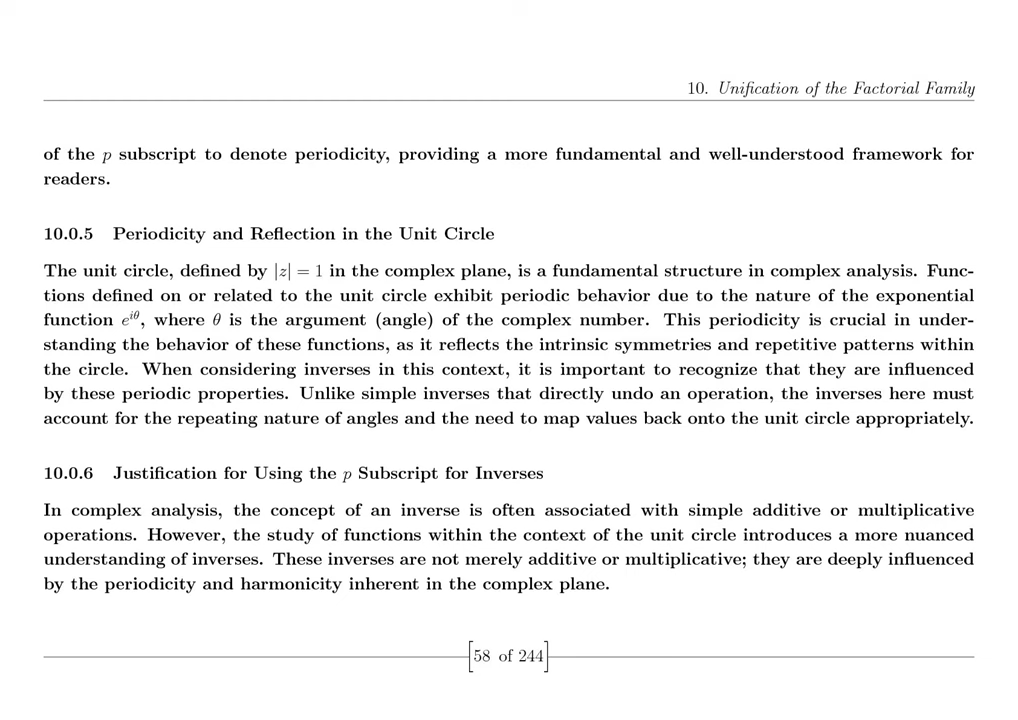 10. Unification of the Factorial Family
of the p subscript to denote periodicity, providing a more fundamental and well-understood framework for
readers.
10.0.5 Periodicity and Reflection in the Unit Circle
The unit circle, defined by |z| = 1 in the complex plane, is a fundamental structure in complex analysis. Func-
tions defined on or related to the unit circle exhibit periodic behavior due to the nature of the exponential
function e^{iθ}, where θ is the argument (angle) of the complex number. This periodicity is crucial in under-
standing the behavior of these functions, as it reflects the intrinsic symmetries and repetitive patterns within
the circle. When considering inverses in this context, it is important to recognize that they are influenced
by these periodic properties. Unlike simple inverses that directly undo an operation, the inverses here must
account for the repeating nature of angles and the need to map values back onto the unit circle appropriately.
10.0.6 Justification for Using the p Subscript for Inverses
In complex analysis, the concept of an inverse is often associated with simple additive or multiplicative
operations. However, the study of functions within the context of the unit circle introduces a more nuanced
understanding of inverses. These inverses are not merely additive or multiplicative; they are deeply influenced
by the periodicity and harmonicity inherent in the complex plane.
[58 of 244]